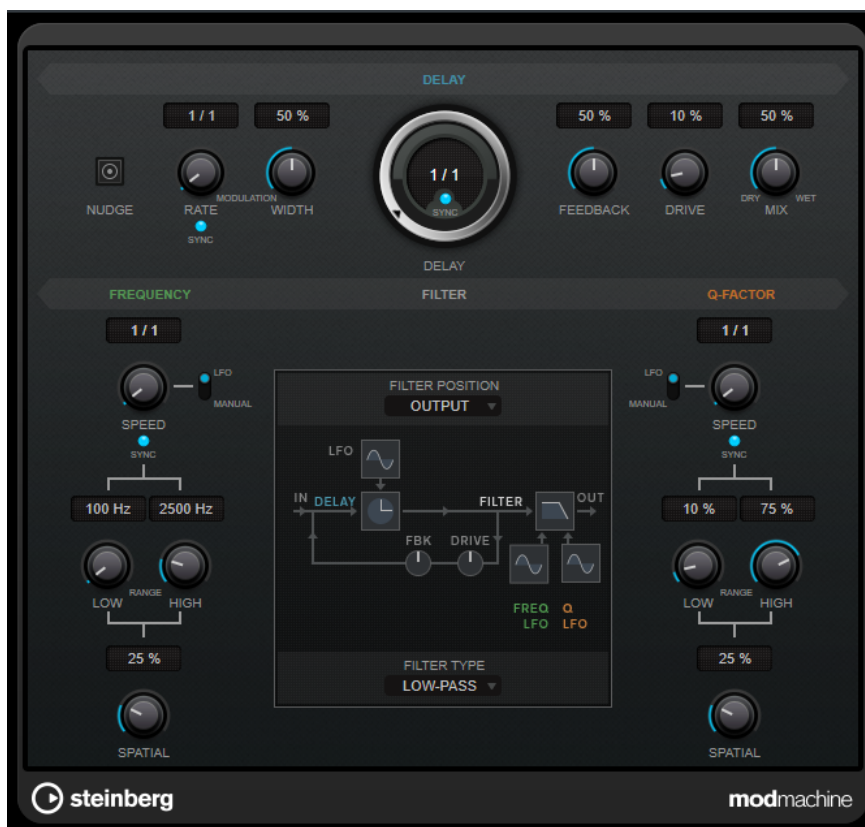 DELAY
1 / 1
50 %
50 %
10 %
50 %
1 / 1
SYNC
NUDGE
RATE
MODULATION
WIDTH
SYNC
FEEDBACK
DRIVE
DRY
MIX
WET
DELAY
FREQUENCY
FILTER
Q-FACTOR
1 / 1
LFO
MANUAL
SPEED
SYNC
100 Hz
2500 Hz
LOW
RANGE
HIGH
25 %
SPATIAL
FILTER POSITION
OUTPUT
LFO
IN
DELAY
FILTER
OUT
FBK
DRIVE
FREQ
LFO
Q
LFO
FILTER TYPE
LOW-PASS
1 / 1
LFO
MANUAL
SPEED
SYNC
10 %
75 %
LOW
RANGE
HIGH
25 %
SPATIAL
steinberg
modmachine